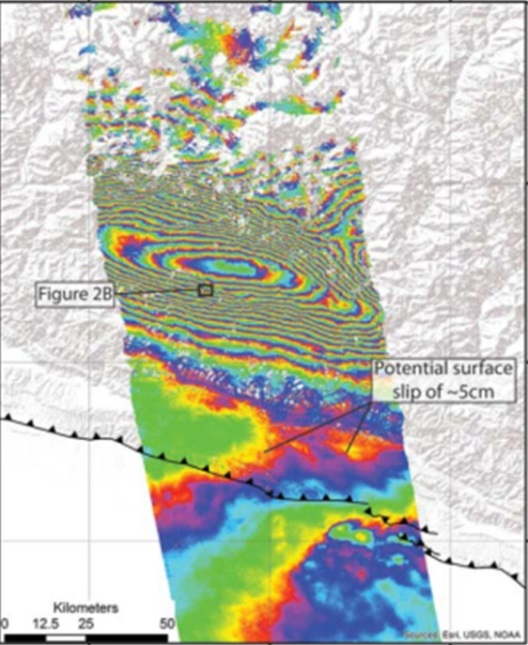 Figure 2B
Potential surface
slip of ~5cm
Kilometers
0 12.5 25 50
Sources: Esri, USGS, NOAA